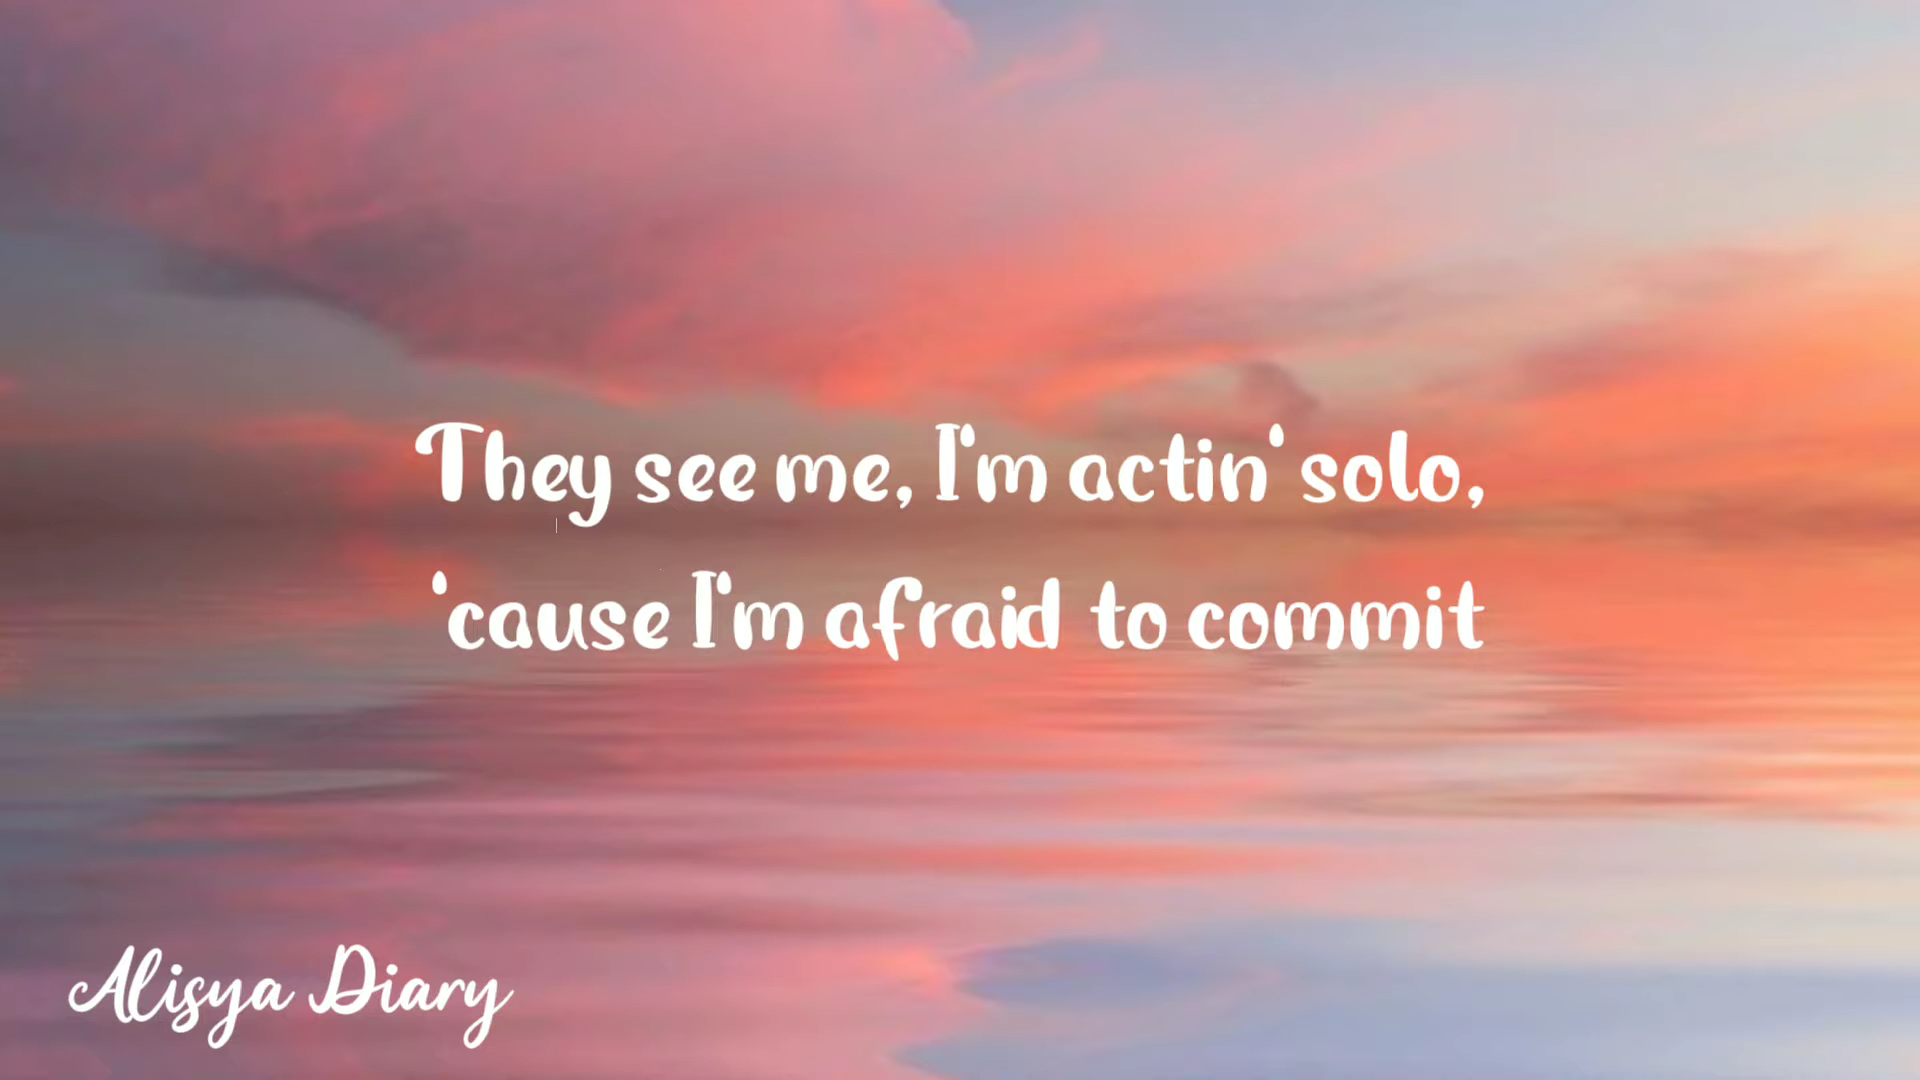 They see me, I'm actin' solo,
'cause I'm afraid to commit
Alisya Diary